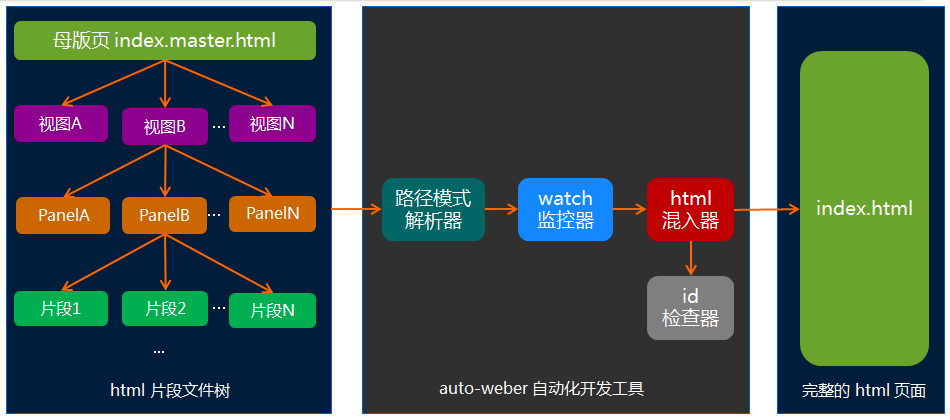 母版页 index.master.html
视图A
视图B
...
视图N
PanelA
PanelB
...
PanelN
片段1
片段2
...
片段N
...
html 片段文件树
路径模式
解析器
watch
监控器
html
混入器
id
检查器
auto-weber 自动化开发工具
index.html
完整的 html 页面